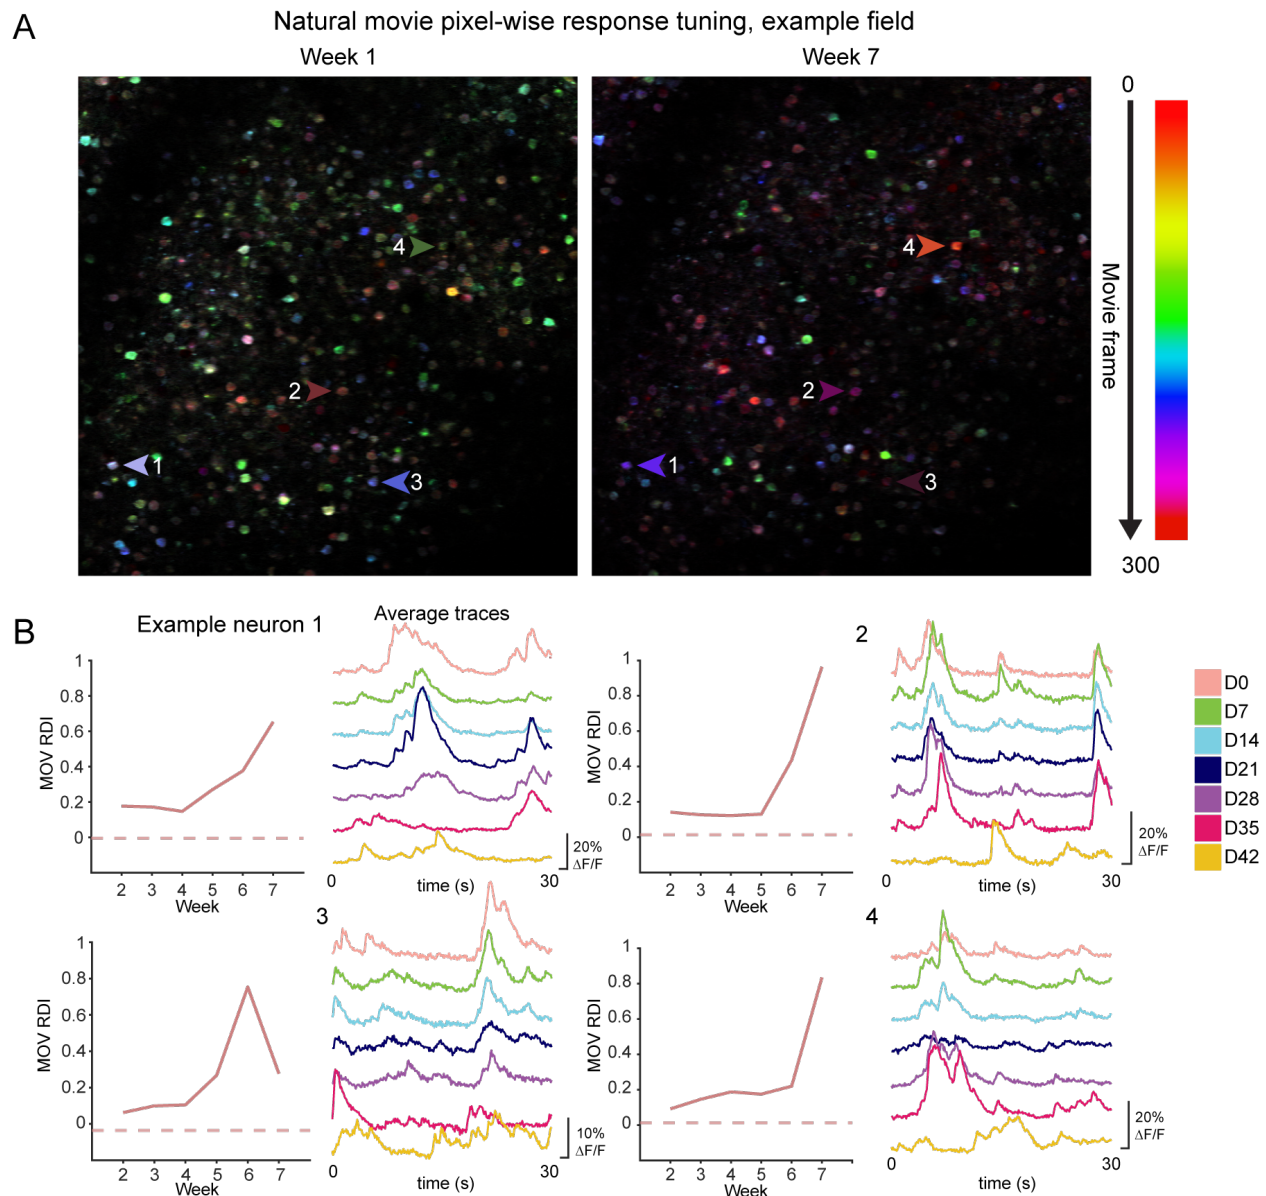 A
Natural movie pixel-wise response tuning, example field
Week 1
Week 7
0
4
4
Movie frame
2
2
1
3
1
3
300
B
Example neuron 1
Average traces
2
1
0.8
0.6
0.4
0.2
0
MOV RDI
2 3 4 5 6 7
Week
20%
ΔF/F
0 time (s) 30
1
0.8
0.6
0.4
0.2
0
MOV RDI
2 3 4 5 6 7
Week
20%
ΔF/F
0 time (s) 30
D0
D7
D14
D21
D28
D35
D42
3
1
0.8
0.6
0.4
0.2
0
MOV RDI
2 3 4 5 6 7
Week
10%
ΔF/F
0 time (s) 30
4
1
0.8
0.6
0.4
0.2
0
MOV RDI
2 3 4 5 6 7
Week
20%
ΔF/F
0 time (s) 30